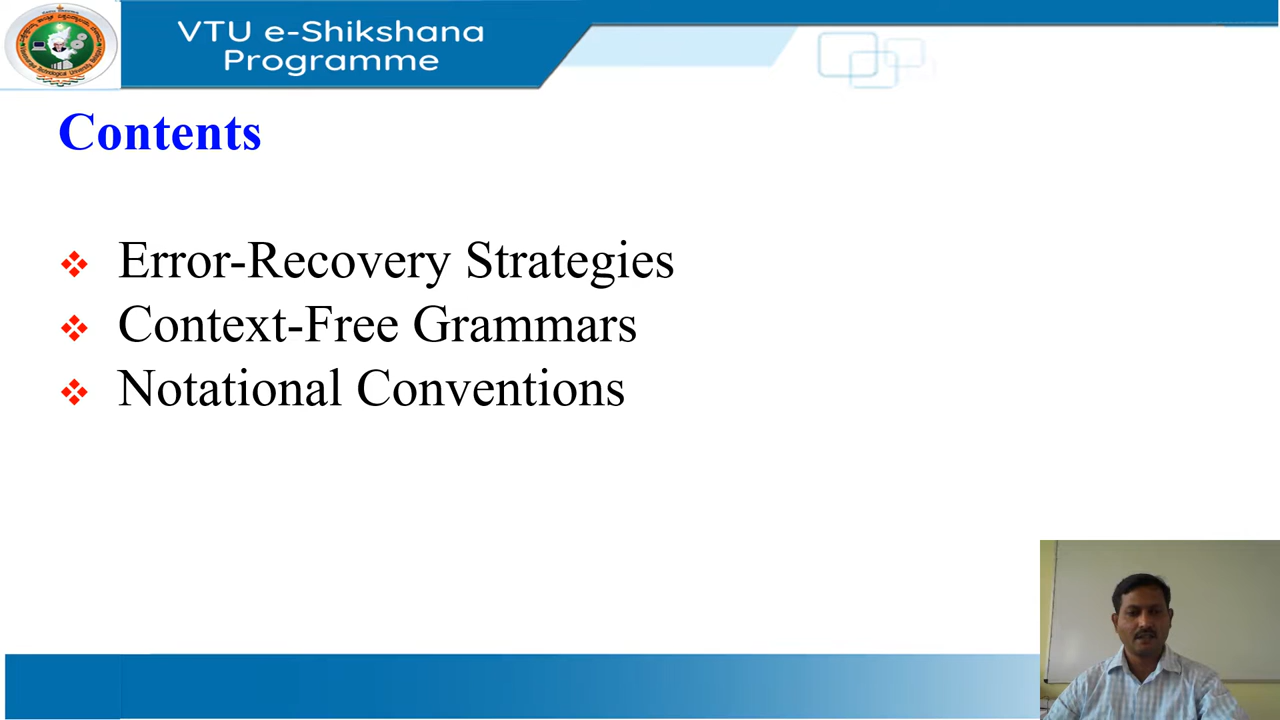 VTU e-Shikshana
Programme
Contents
Error-Recovery Strategies
Context-Free Grammars
Notational Conventions